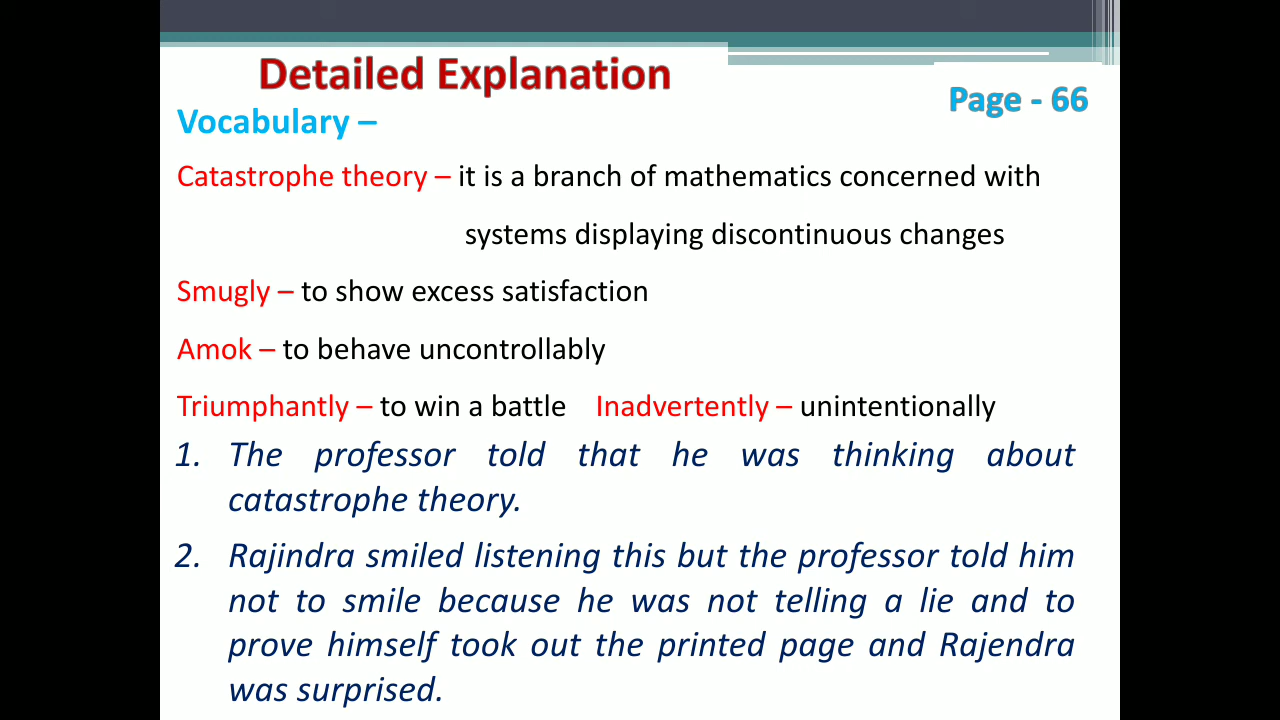 Detailed Explanation
Page - 66
Vocabulary –
Catastrophe theory – it is a branch of mathematics concerned with
systems displaying discontinuous changes
Smugly – to show excess satisfaction
Amok – to behave uncontrollably
Triumphantly – to win a battle Inadvertently – unintentionally
1. The professor told that he was thinking about
catastrophe theory.
2. Rajindra smiled listening this but the professor told him
not to smile because he was not telling a lie and to
prove himself took out the printed page and Rajendra
was surprised.